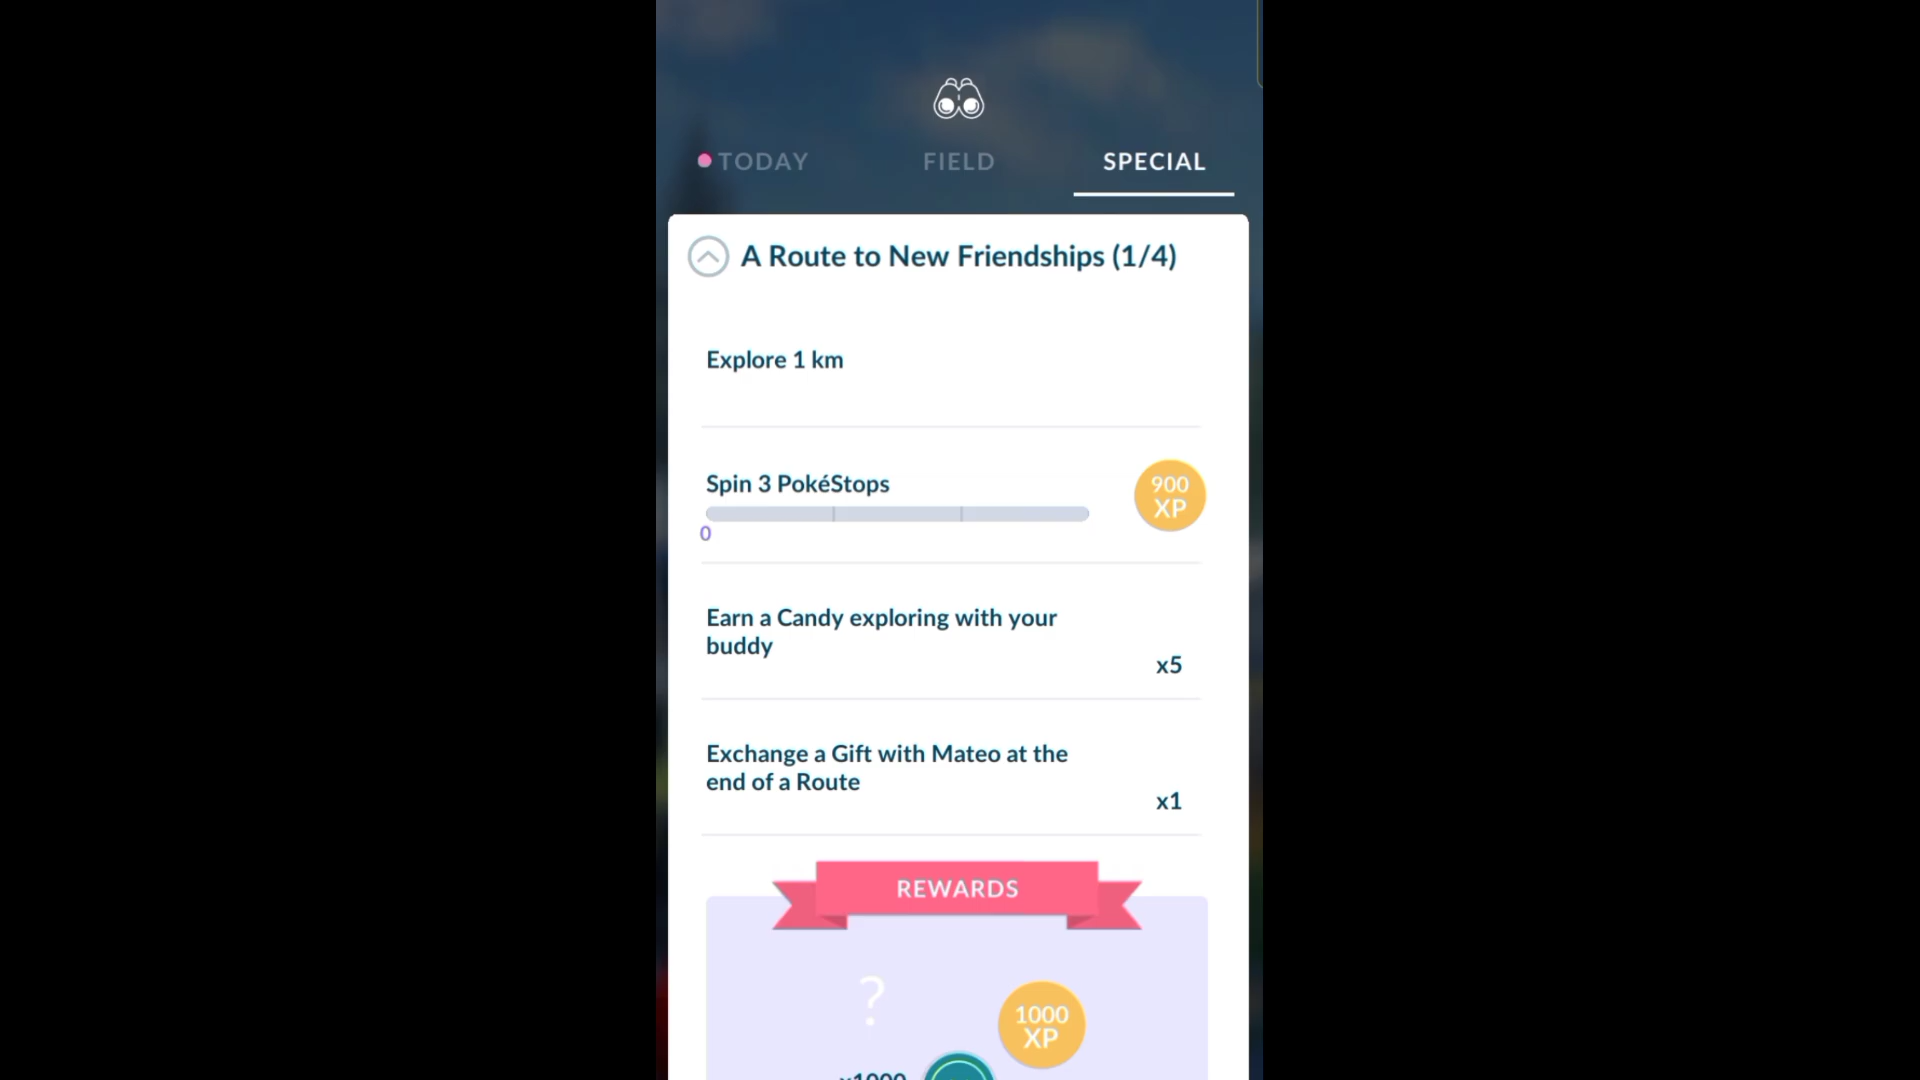 TODAY
FIELD
SPECIAL
A Route to New Friendships (1/4)
Explore 1 km
Spin 3 PokéStops
900
XP
0
Earn a Candy exploring with your
buddy
x5
Exchange a Gift with Mateo at the
end of a Route
x1
REWARDS
?
1000
XP
x1000